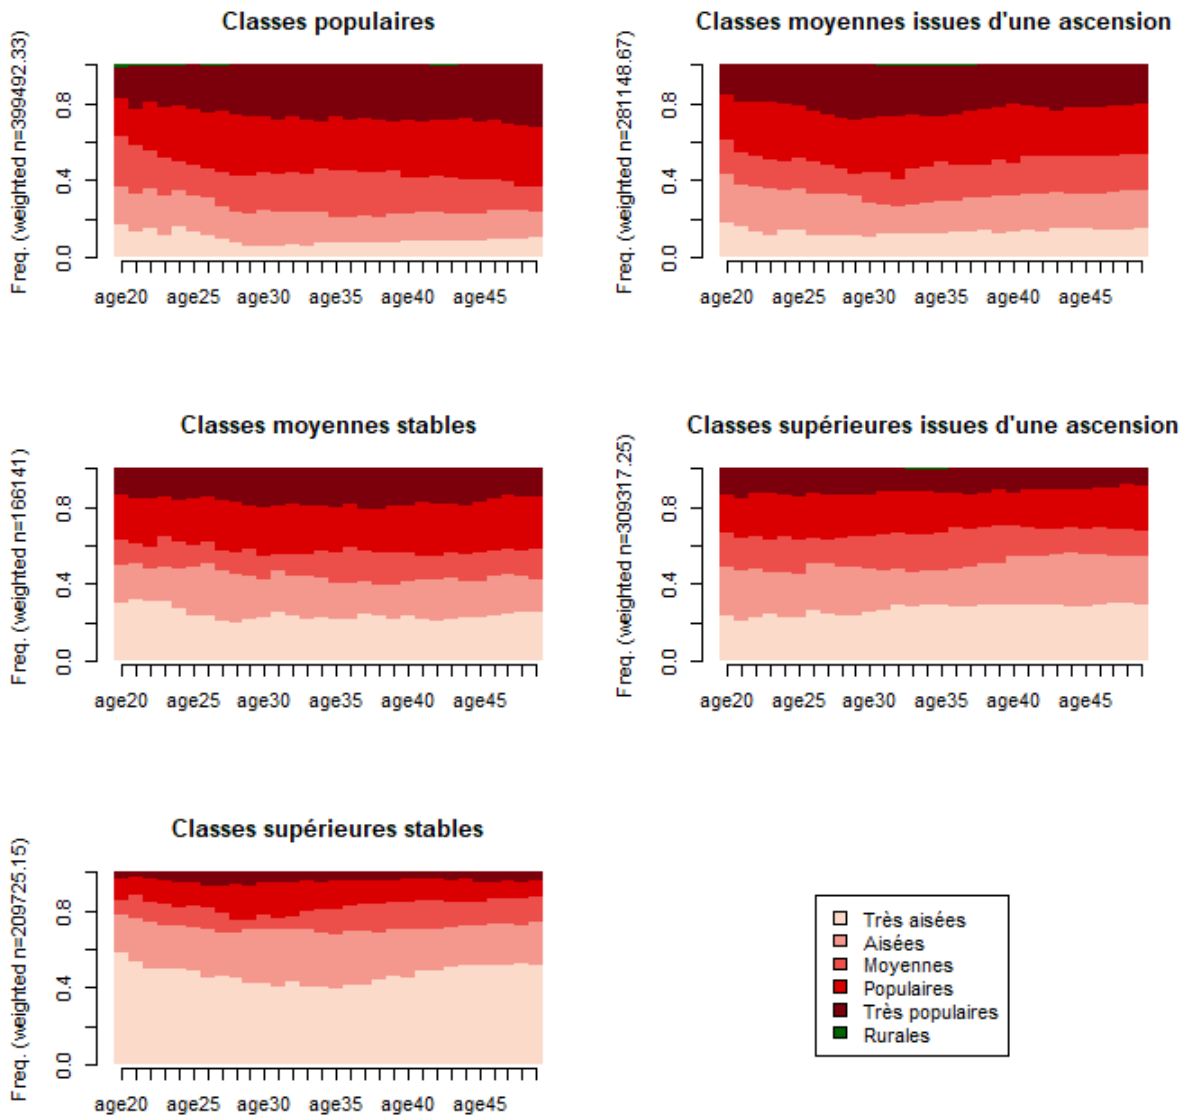 Classes populaires
Freq. (weighted n=399492.33)
0.8
0.4
0.0
age20 age25 age30 age35 age40 age45
Classes moyennes issues d'une ascension
Freq. (weighted n=281148.67)
0.8
0.4
0.0
age20 age25 age30 age35 age40 age45
Classes moyennes stables
Freq. (weighted n=166141)
0.8
0.4
0.0
age20 age25 age30 age35 age40 age45
Classes supérieures issues d'une ascension
Freq. (weighted n=309317.25)
0.8
0.4
0.0
age20 age25 age30 age35 age40 age45
Classes supérieures stables
Freq. (weighted n=209725.15)
0.8
0.4
0.0
age20 age25 age30 age35 age40 age45
Très aisées
Aisées
Moyennes
Populaires
Très populaires
Rurales